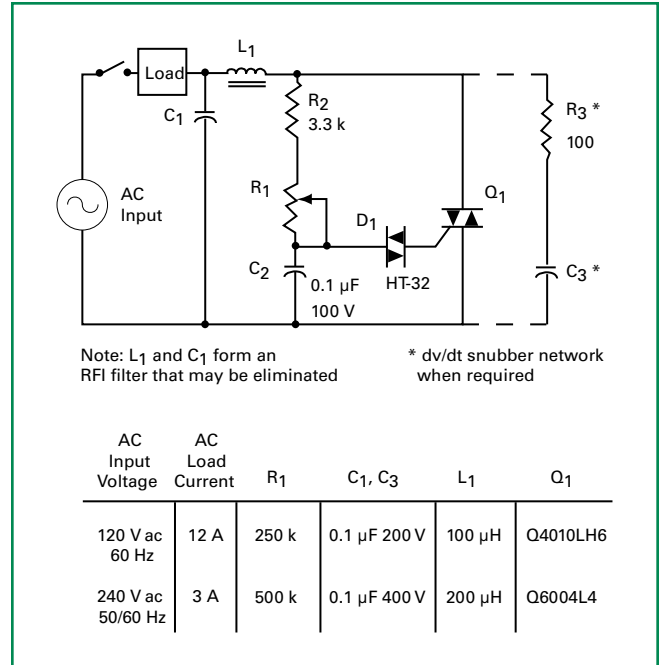 L1
Load
R2
3.3 k
C1
R3 *
100
R1
Q1
AC
Input
D1
C2
0.1 µF
100 V
HT-32
C3 *
Note: L1 and C1 form an
RFI filter that may be eliminated
* dv/dt snubber network
when required
AC Input Voltage AC Load Current R1 C1, C3 L1 Q1
120 V ac 60 Hz 12 A 250 k 0.1 µF 200 V 100 µH Q4010LH6
240 V ac 50/60 Hz 3 A 500 k 0.1 µF 400 V 200 µH Q6004L4